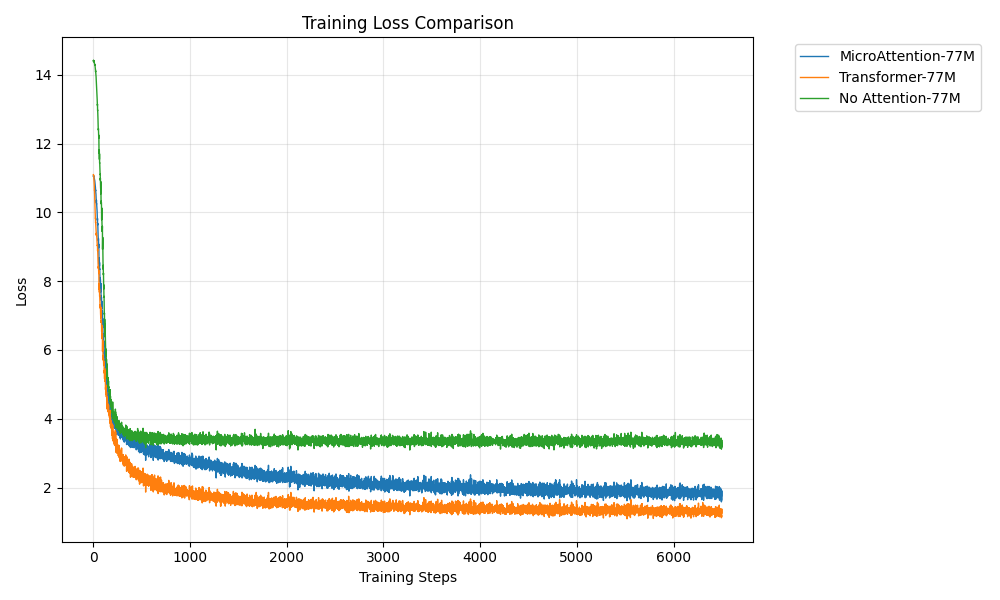 Training Loss Comparison
MicroAttention-77M
Transformer-77M
No Attention-77M
14
12
10
8
6
4
2
Loss
0 1000 2000 3000 4000 5000 6000
Training Steps